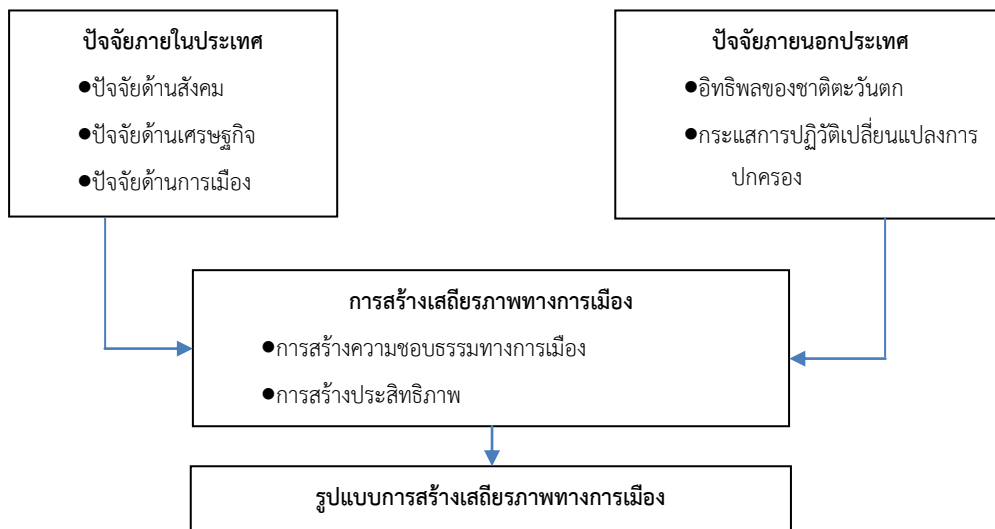 ปัจจัยภายในประเทศ
●ปัจจัยด้านสังคม
●ปัจจัยด้านเศรษฐกิจ
●ปัจจัยด้านการเมือง
ปัจจัยภายนอกประเทศ
●อิทธิพลของชาติตะวันตก
●กระแสการปฏิวัติเปลี่ยนแปลงการ
ปกครอง
การสร้างเสถียรภาพทางการเมือง
●การสร้างความชอบธรรมทางการเมือง
●การสร้างประสิทธิภาพ
รูปแบบการสร้างเสถียรภาพทางการเมือง